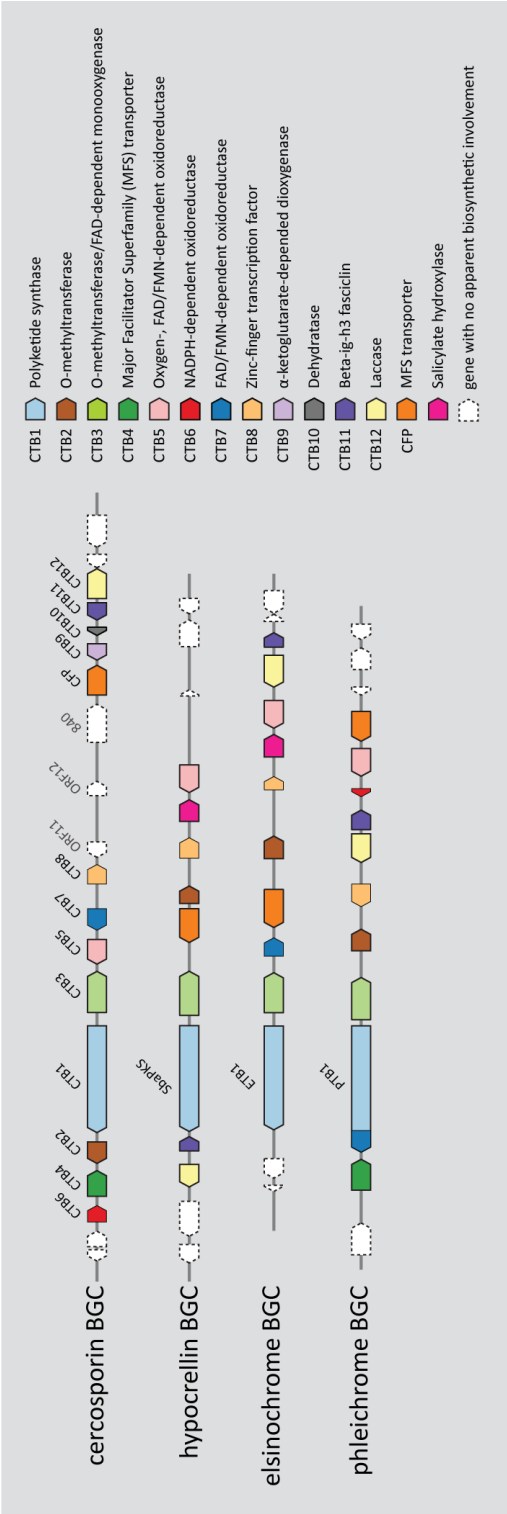 cercosporin BGC
CTB6
CTB4
CTB2
CTB1
CTB3
CTB5
CTB7
CTB8
ORF11
ORF12
840
CFP
CTB9
CTB10
CTB11
CTB12
hypocrellin BGC
SbaPKS
elsinochrome BGC
ETB1
phleichrome BGC
PTB1
CTB1 Polyketide synthase
CTB2 O-methyltransferase
CTB3 O-methyltransferase/FAD-dependent monooxygenase
CTB4 Major Facilitator Superfamily (MFS) transporter
CTB5 Oxygen-, FAD/FMN-dependent oxidoreductase
CTB6 NADPH-dependent oxidoreductase
CTB7 FAD/FMN-dependent oxidoreductase
CTB8 Zinc-finger transcription factor
CTB9 α-ketoglutarate-depended dioxygenase
CTB10 Dehydratase
CTB11 Beta-ig-h3 fasciclin
CTB12 Laccase
CFP MFS transporter
Salicylate hydroxylase
gene with no apparent biosynthetic involvement